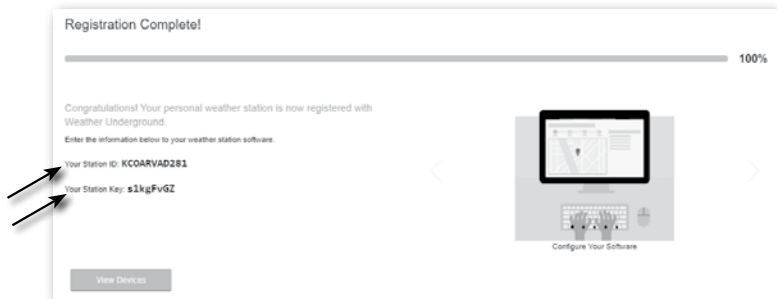 Registration Complete!
100%
Congratulations! Your personal weather station is now registered with
Weather Underground.
Enter the information below to your weather station software.
Your Station ID: KCOARVAD281
Your Station Key: slkgFvGZ
Configure Your Software
View Devices